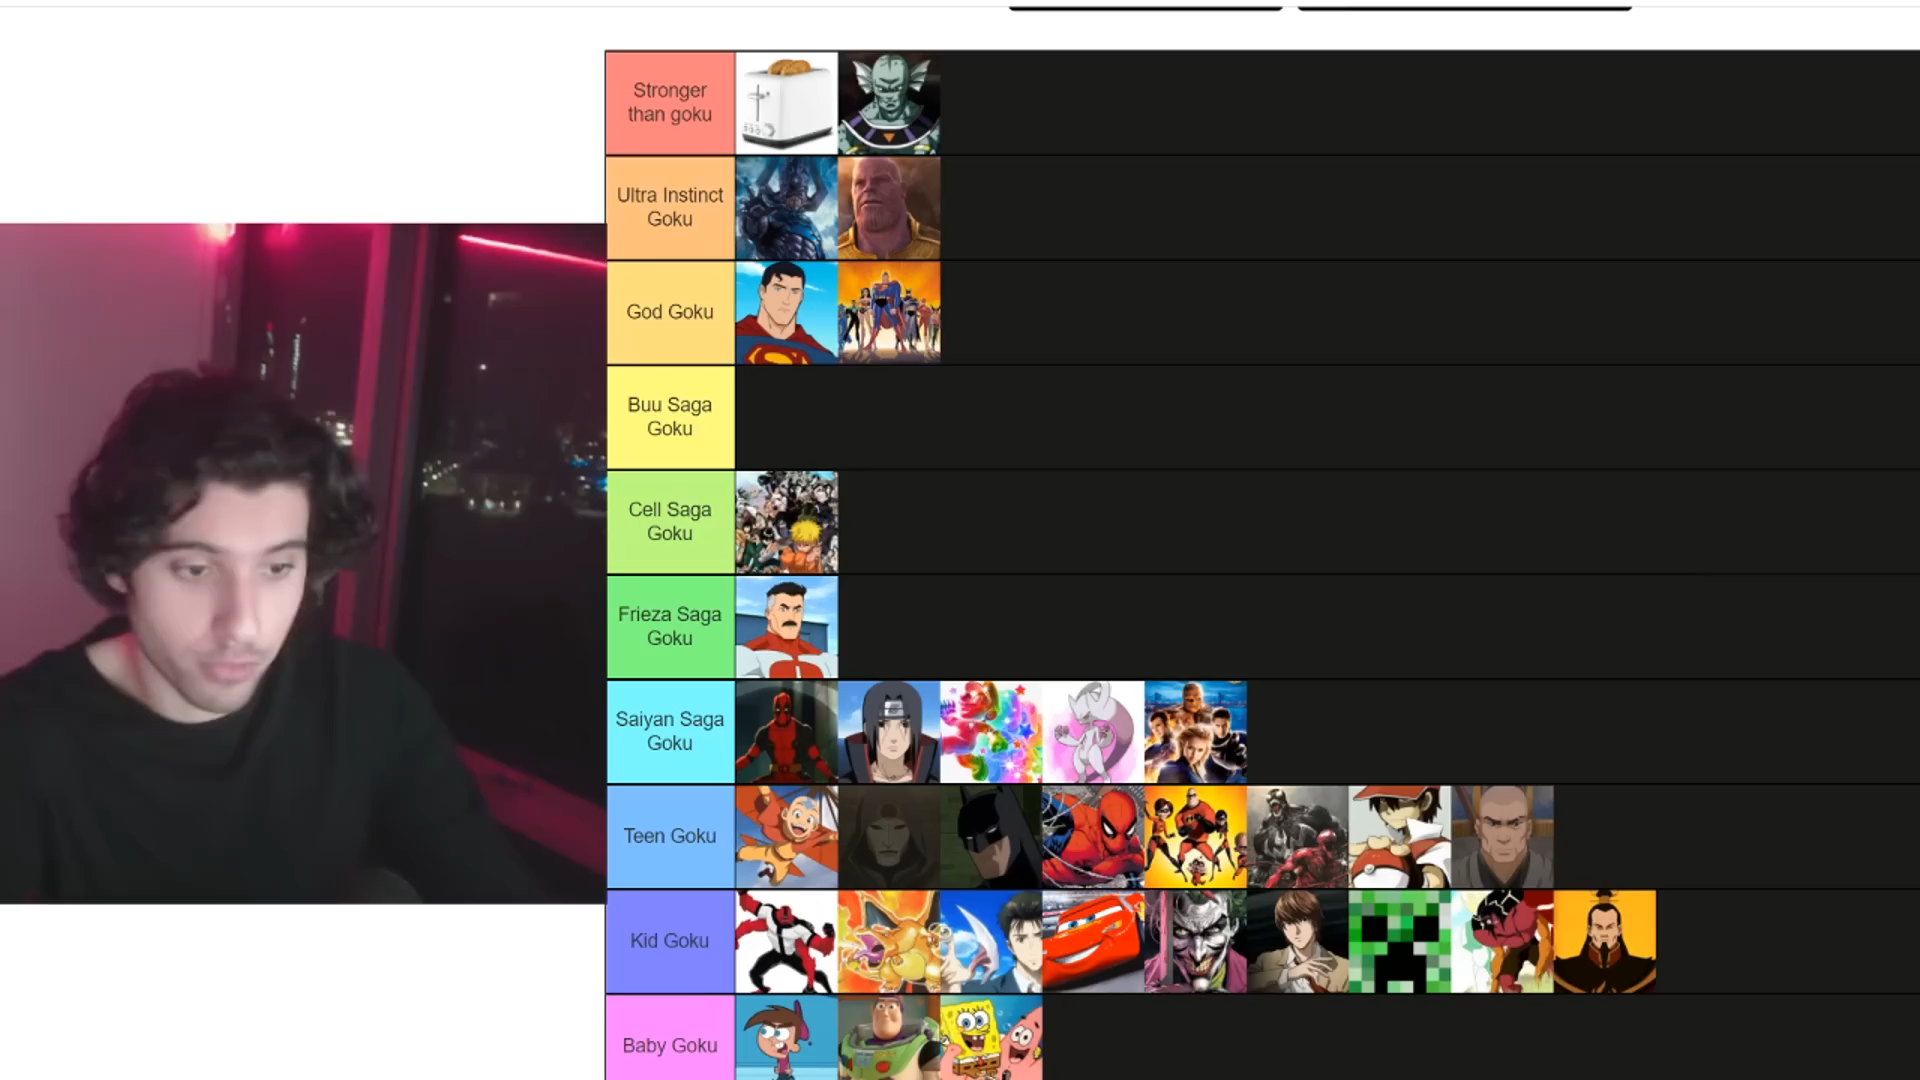 Stronger
than goku
Ultra Instinct
Goku
God Goku
Buu Saga
Goku
Cell Saga
Goku
Frieza Saga
Goku
Saiyan Saga
Goku
Teen Goku
Kid Goku
Baby Goku